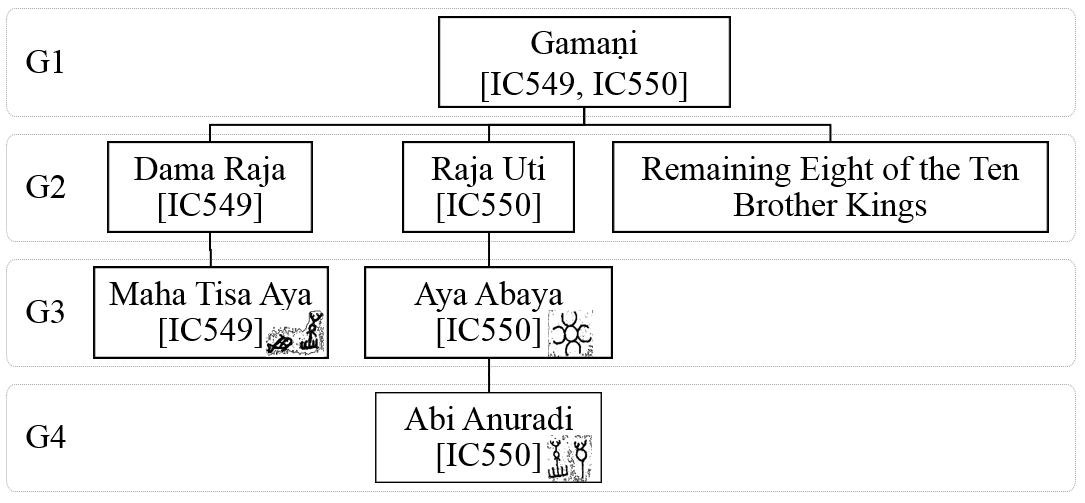 G1
Gamaṇi
[IC549, IC550]
G2
Dama Raja
[IC549]
Raja Uti
[IC550]
Remaining Eight of the Ten
Brother Kings
G3
Maha Tisa Aya
[IC549]
Aya Abaya
[IC550]
G4
Abi Anuradi
[IC550]